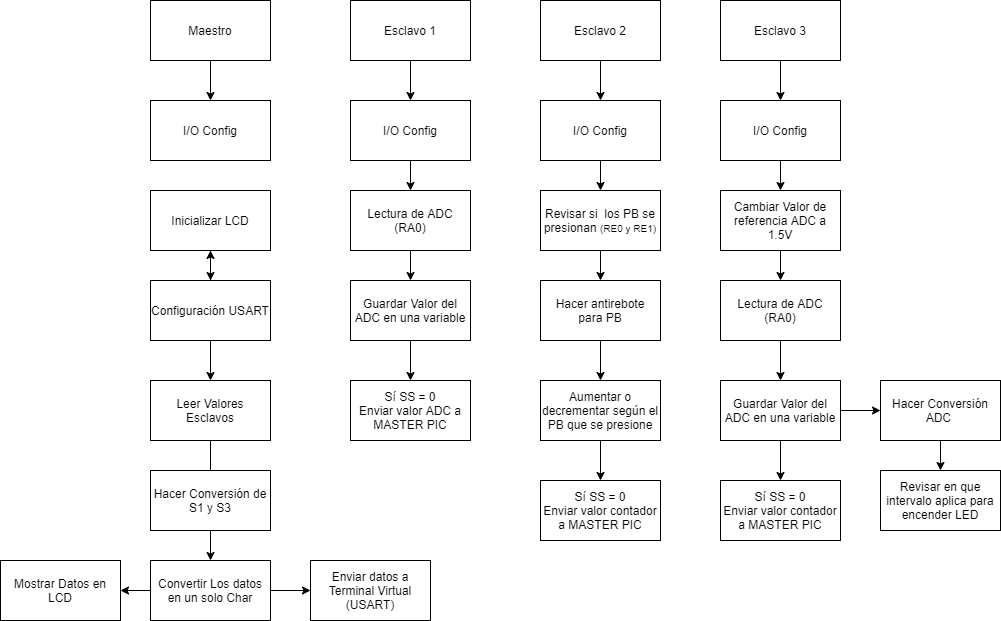 Maestro
I/O Config
Inicializar LCD
Configuración USART
Leer Valores
Esclavos
Hacer Conversión de
S1 y S3
Convertir Los datos
en un solo Char
Mostrar Datos en
LCD
Enviar datos a
Terminal Virtual
(USART)
Esclavo 1
I/O Config
Lectura de ADC
(RA0)
Guardar Valor del
ADC en una variable
Sí SS = 0
Enviar valor ADC a
MASTER PIC
Esclavo 2
I/O Config
Revisar si los PB se
presionan (RE0 y RE1)
Hacer antirebote
para PB
Aumentar o
decrementar según el
PB que se presione
Sí SS = 0
Enviar valor contador
a MASTER PIC
Esclavo 3
I/O Config
Cambiar Valor de
referencia ADC a
1.5V
Lectura de ADC
(RA0)
Guardar Valor del
ADC en una variable
Sí SS = 0
Enviar valor contador
a MASTER PIC
Hacer Conversión
ADC
Revisar en que
intervalo aplica para
encender LED